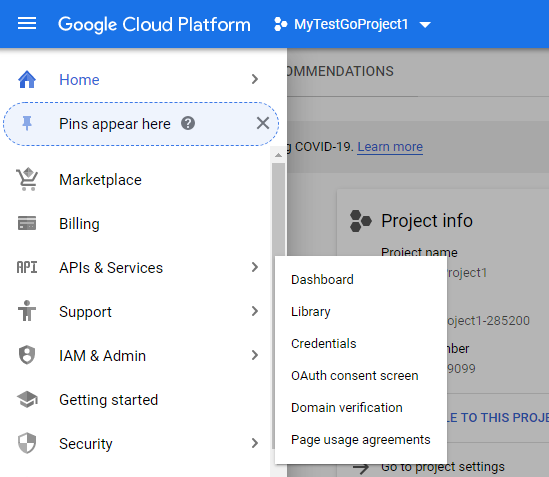 Google Cloud Platform
MyTestGoProject1
Home
Pins appear here
Marketplace
Billing
API APIs & Services
Support
IAM & Admin
Getting started
Security
Dashboard
Library
Credentials
OAuth consent screen
Domain verification
Page usage agreements
OMMENDATIONS
g COVID-19. Learn more
Project info
Project name
roject1
oject1-285200
mber
9099
LE TO THIS PROJE
Go to project settings